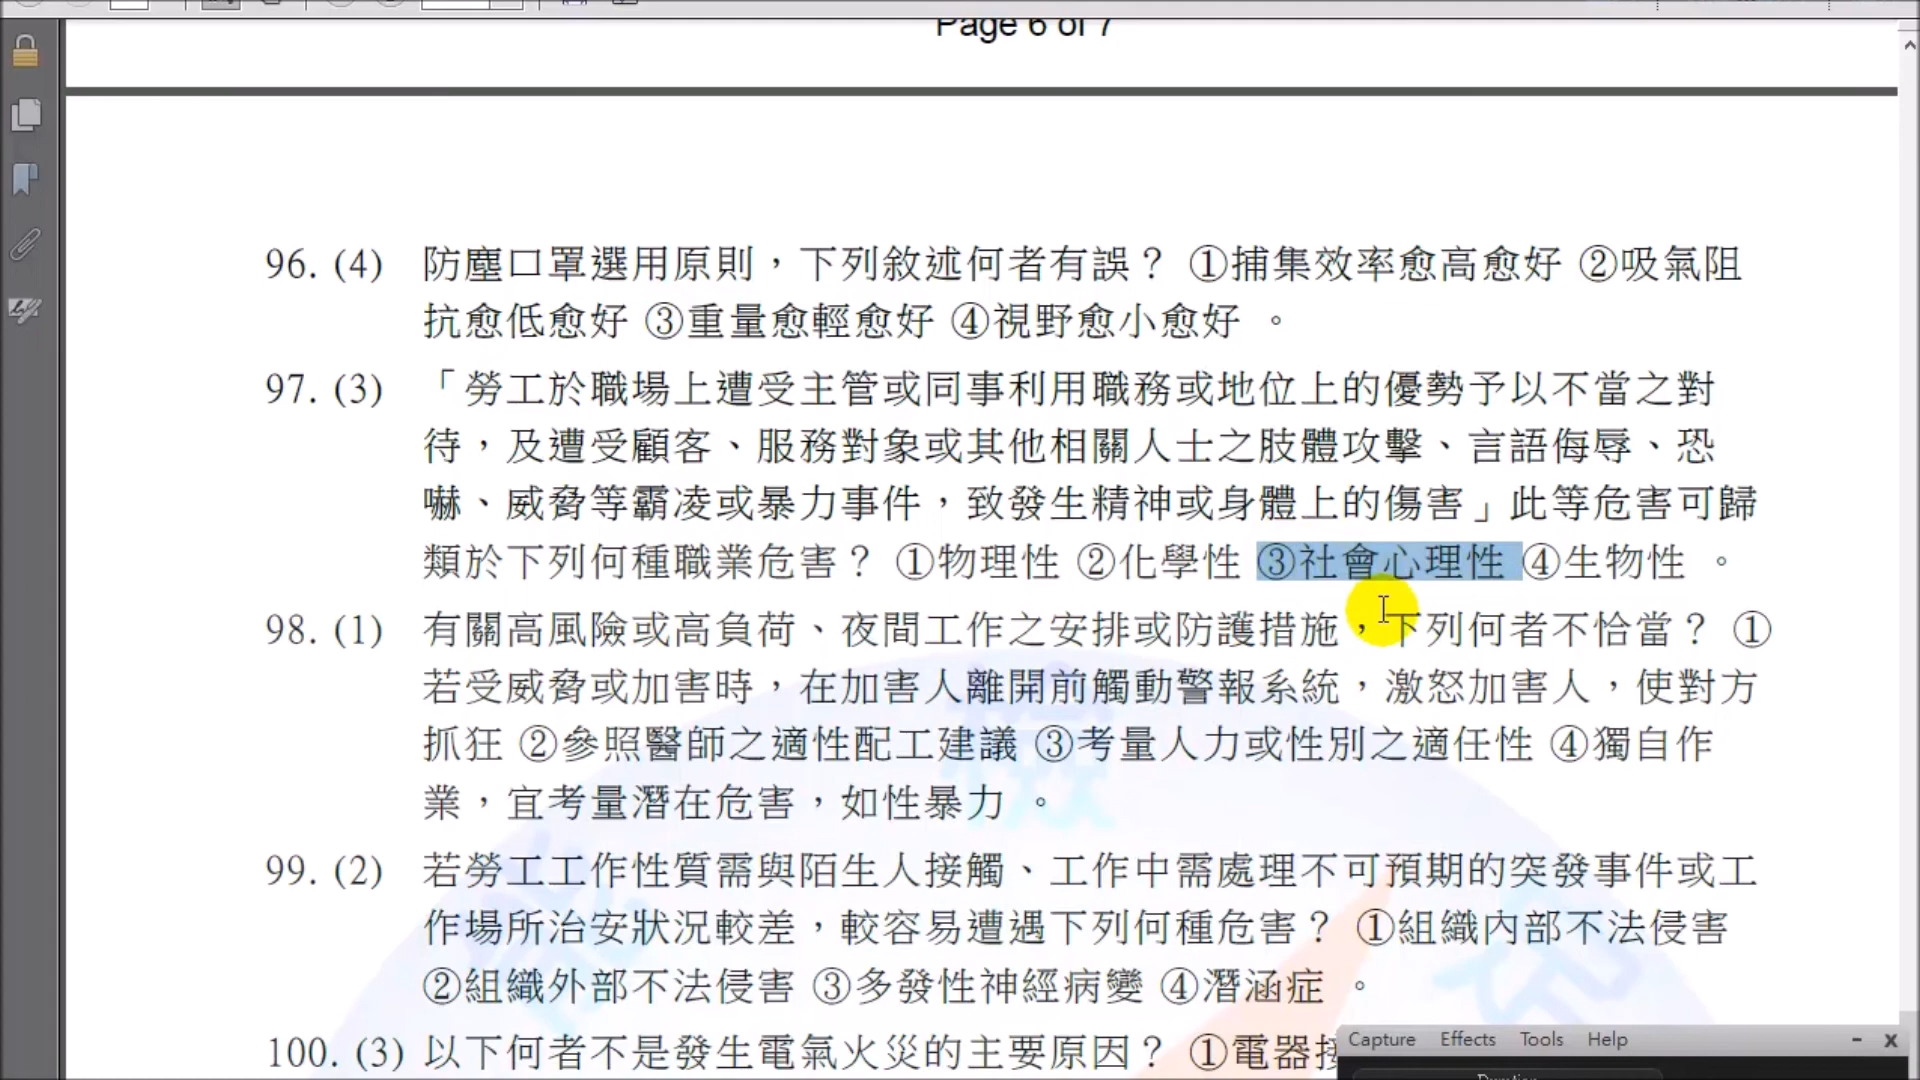 Page 6 of 7
96. (4) 防塵口罩選用原則，下列敘述何者有誤？ ①捕集效率愈高愈好 ②吸氣阻
抗愈低愈好 ③重量愈輕愈好 ④視野愈小愈好 。
97. (3) 「勞工於職場上遭受主管或同事利用職務或地位上的優勢予以不當之對
待，及遭受顧客、服務對象或其他相關人士之肢體攻擊、言語侮辱、恐
嚇、威脅等霸凌或暴力事件，致發生精神或身體上的傷害」此等危害可歸
類於下列何種職業危害？ ①物理性 ②化學性 ③社會心理性 ④生物性 。
98. (1) 有關高風險或高負荷、夜間工作之安排或防護措施，下列何者不恰當？ ①
若受威脅或加害時，在加害人離開前觸動警報系統，激怒加害人，使對方
抓狂 ②參照醫師之適性配工建議 ③考量人力或性別之適任性 ④獨自作
業，宜考量潛在危害，如性暴力 。
99. (2) 若勞工工作性質需與陌生人接觸、工作中需處理不可預期的突發事件或工
作場所治安狀況較差，較容易遭遇下列何種危害？ ①組織內部不法侵害
②組織外部不法侵害 ③多發性神經病變 ④潛涵症 。
100. (3) 以下何者不是發生電氣火災的主要原因？ ①電器接
Capture Effects Tools Help